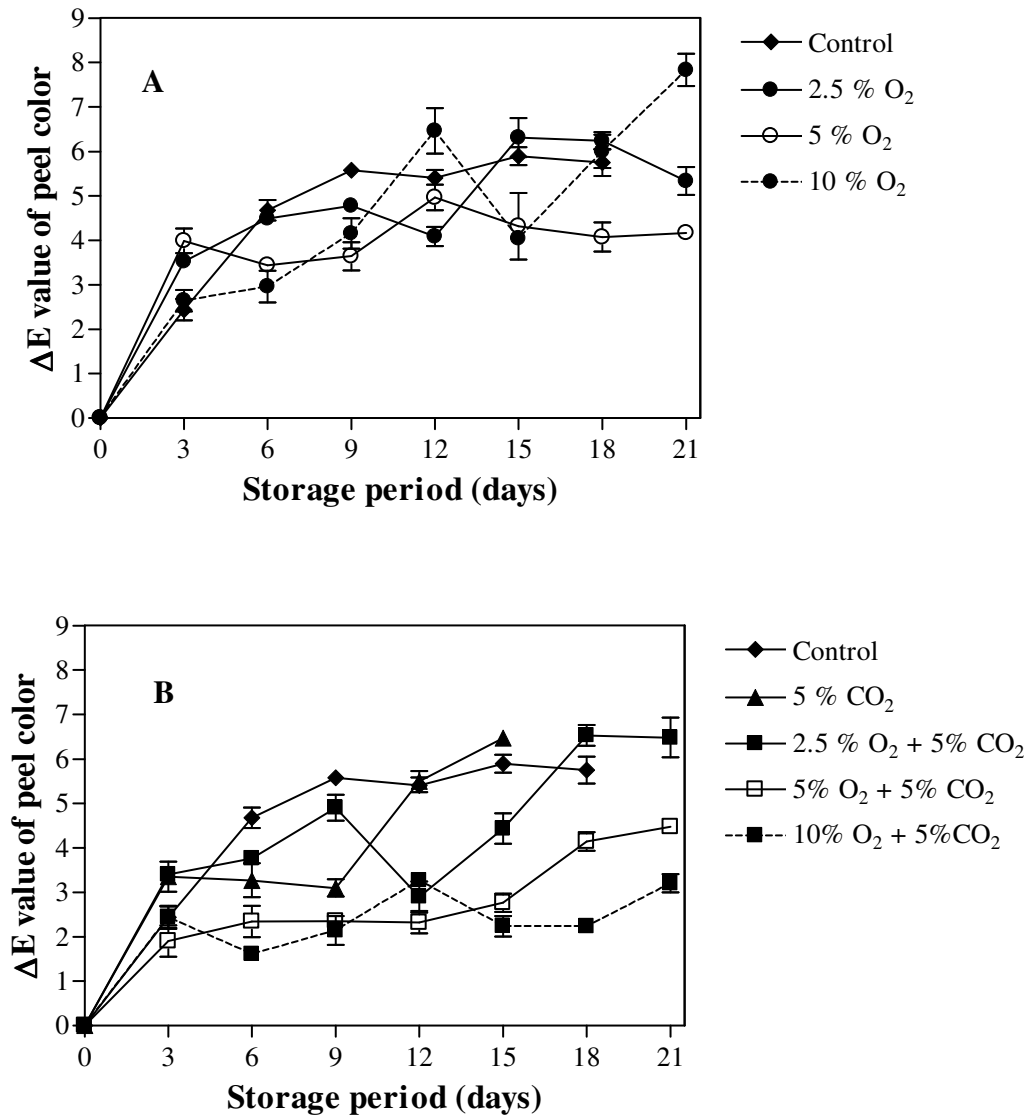 A
ΔE value of peel color
9
8
7
6
5
4
3
2
1
0
0 3 6 9 12 15 18 21
Storage period (days)
Control
2.5 % O₂
5 % O₂
10 % O₂
B
ΔE value of peel color
9
8
7
6
5
4
3
2
1
0
0 3 6 9 12 15 18 21
Storage period (days)
Control
5 % CO₂
2.5 % O₂ + 5% CO₂
5% O₂ + 5% CO₂
10% O₂ + 5%CO₂